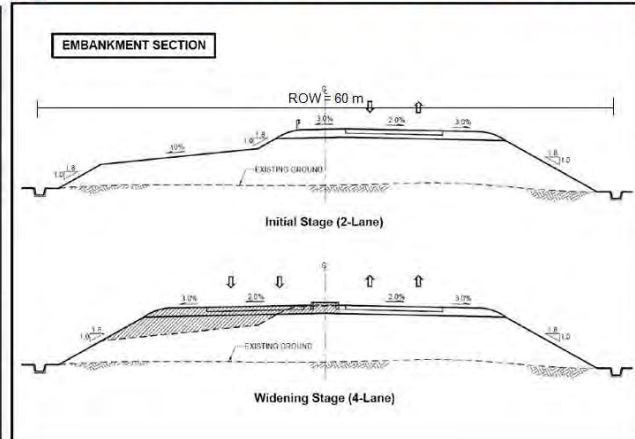 EMBANKMENT SECTION
ROW = 60 m
3.0% 2.0% 3.0%
1.8
1.0
10%
1.8
1.0
1.8
1.0
EXISTING GROUND
Initial Stage (2-Lane)
3.0% 2.0% 2.0% 3.0%
1.8
1.0
1.8
1.0
EXISTING GROUND
Widening Stage (4-Lane)